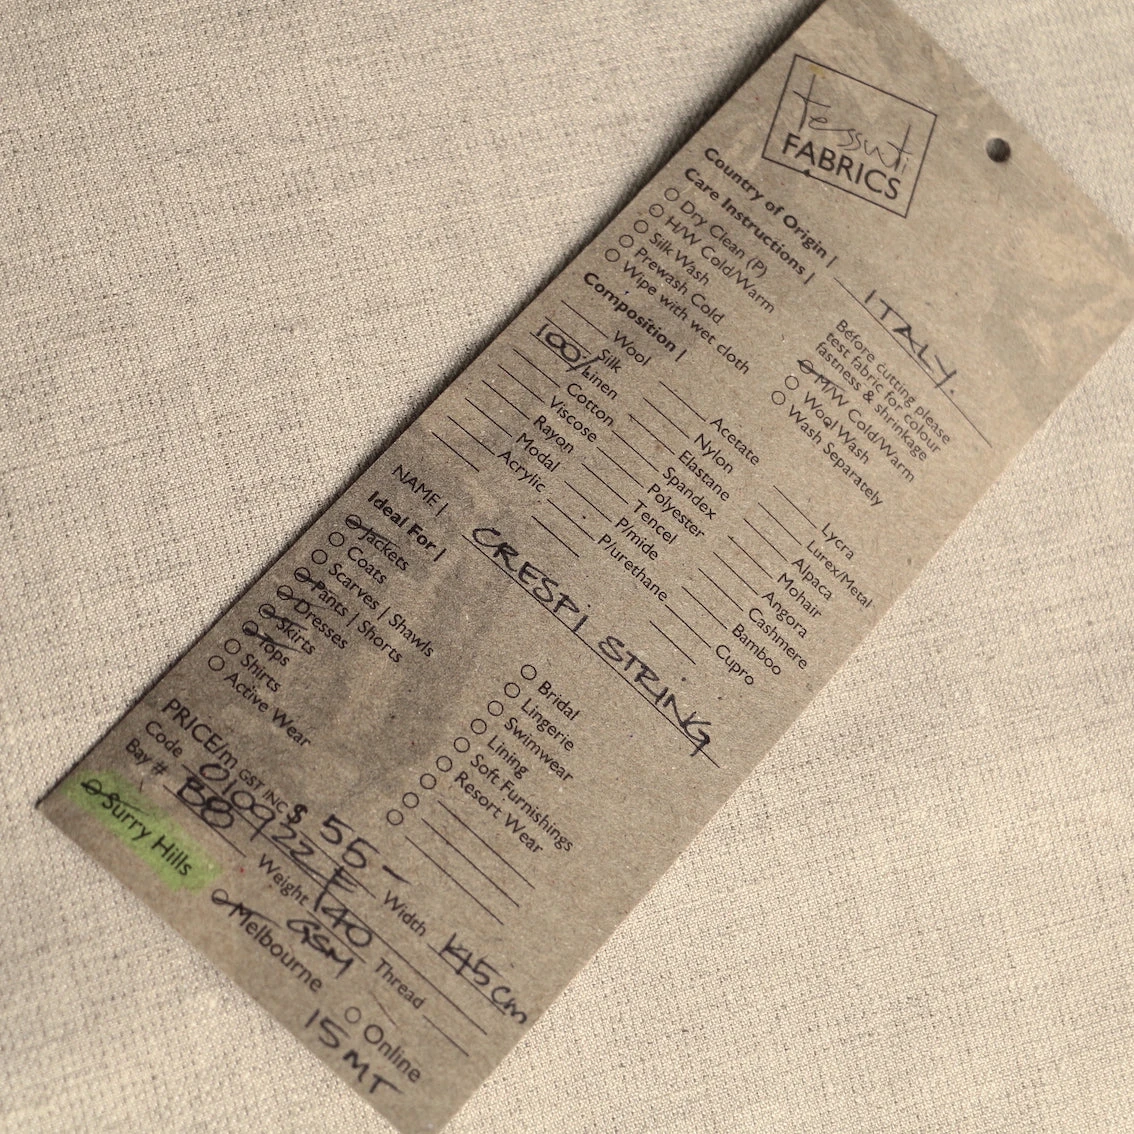 tessuti
FABRICS
Country of Origin | ITALY.
Care Instructions |
Dry Clean (P)
H/W Cold/Warm
Silk Wash
Prewash Cold
Wipe with wet cloth
Before cutting please
test fabric for colour
fastness & shrinkage
M/W Cold/Warm
Wool Wash
Wash Separately
Composition |
Wool
Silk
100% Linen
Cotton
Viscose
Rayon
Modal
Acrylic
Acetate
Nylon
Elastane
Spandex
Polyester
Tencel
P/mide
P/urethane
Lycra
Lurex/Metal
Alpaca
Mohair
Angora
Cashmere
Bamboo
Cupro
NAME | CRESPI STRING
Ideal For |
Jackets
Coats
Scarves | Shawls
Pants | Shorts
Dresses
Skirts
Tops
Shirts
Active Wear
Bridal
Lingerie
Swimwear
Lining
Soft Furnishings
Resort Wear
PRICE/m GST INC $ 55-
Code 010922 F Width 145cm
Bay # B8 Weight 140 GSM Thread
Surry Hills
Melbourne
Online
15 MT